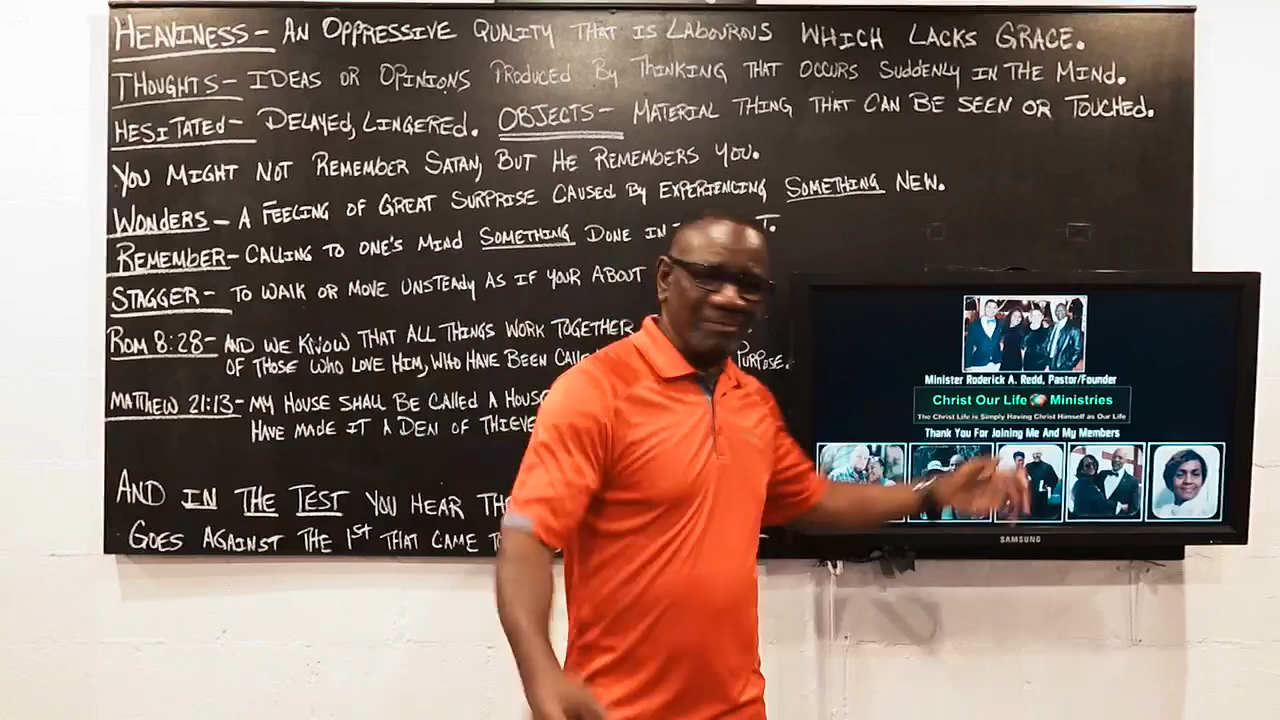 HEAVINESS - AN OPPRESSIVE QUALITY THAT IS LABOUROUS WHICH LACKS GRACE.
THOUGHTS - IDEAS OR OPINIONS PRODUCED BY THINKING THAT OCCURS SUDDENLY IN THE MIND.
HESITATED - DELAYED, LINGERED. OBJECTS - MATERIAL THING THAT CAN BE SEEN OR TOUCHED.
YOU MIGHT NOT REMEMBER SATAN, BUT HE REMEMBERS YOU.
WONDERS - A FEELING OF GREAT SURPRISE CAUSED BY EXPERIENCING SOMETHING NEW.
REMEMBER - CALLING TO ONE'S MIND SOMETHING DONE IN
STAGGER - TO WALK OR MOVE UNSTEADY AS IF YOUR ABOUT
ROM 8:28 - AND WE KNOW THAT ALL THINGS WORK TOGETHER
OF THOSE WHO LOVE HIM, WHO HAVE BEEN PURPOSE.
MATTHEW 21:13 - MY HOUSE SHALL BE CALLED A
HAVE MADE IT A DEN OF
AND IN THE TEST YOU HEAR
GOES AGAINST THE 1ST THAT CAME
Minister Roderick A. Redd, Pastor/Founder
Christ Our Life Ministries
The Christ Life is Simply Having Christ Himself as Our Life
Thank You For Joining Me And My Members
SAMSUNG